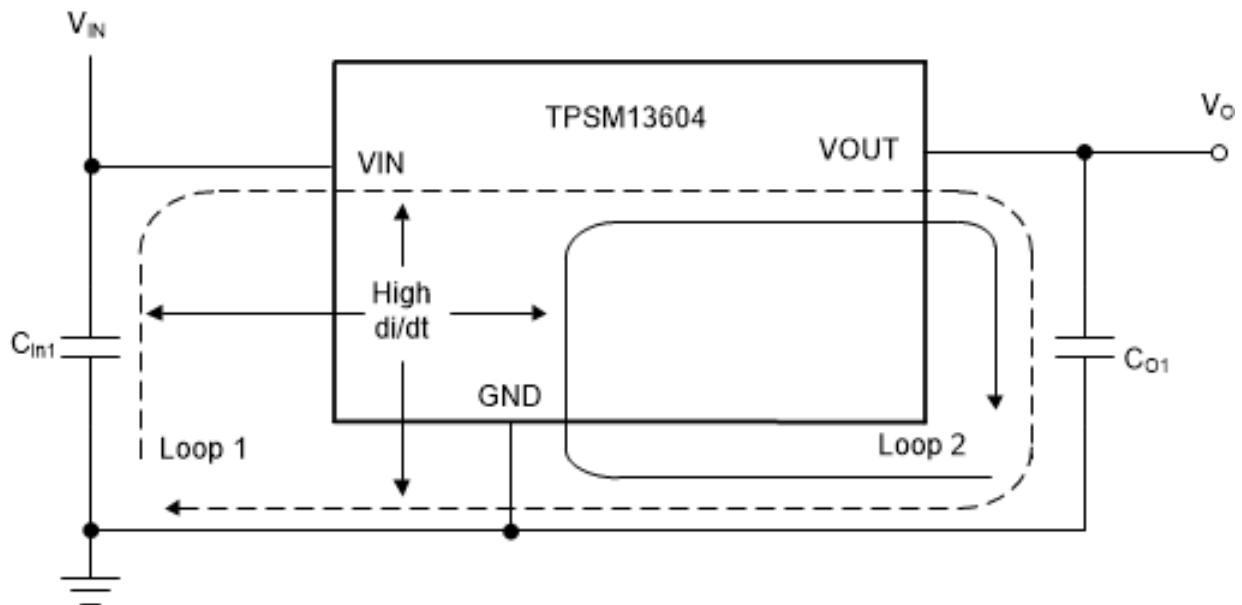 VIN
TPSM13604
VO
VIN
VOUT
High
di/dt
CIn1
CO1
GND
Loop 1
Loop 2